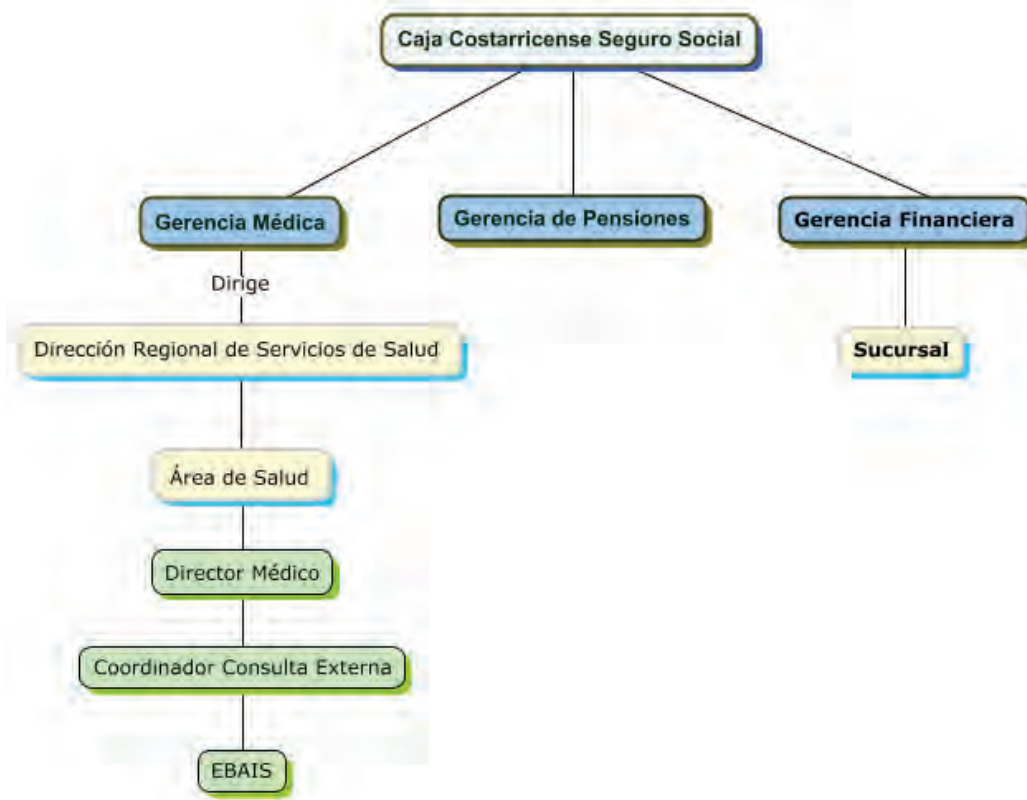 Caja Costarricense Seguro Social
Gerencia Médica
Gerencia de Pensiones
Gerencia Financiera
Dirige
Dirección Regional de Servicios de Salud
Sucursal
Área de Salud
Director Médico
Coordinador Consulta Externa
EBAIS